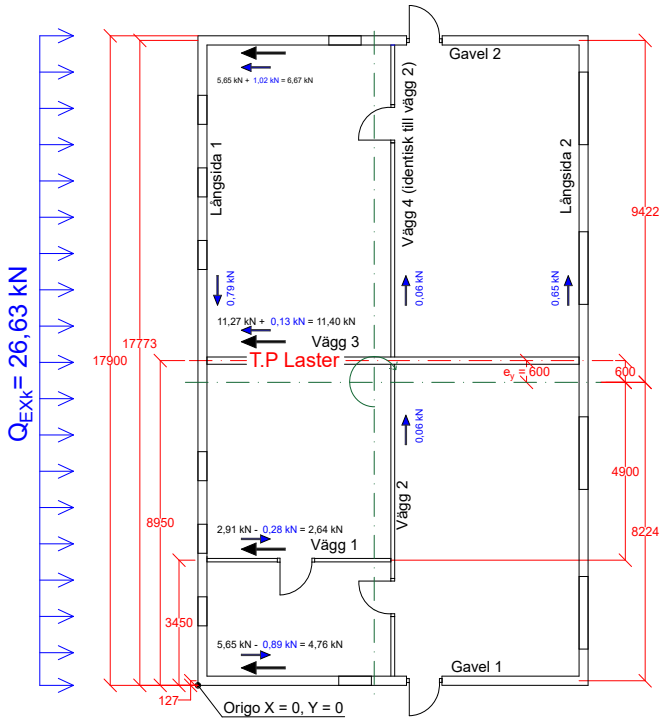 Gavel 2
5,65 kN + 1,02 kN = 6,67 kN
Långsida 1
Vägg 4 (identisk till vägg 2)
Långsida 2
9422
0,79 kN
0,06 kN
0,65 kN
QEXk= 26,63 kN
11,27 kN + 0,13 kN = 11,40 kN
Vägg 3
17773
17900
T.P Laster
ey = 600
600
0,06 kN
4900
8950
Vägg 2
2,91 kN - 0,28 kN = 2,64 kN
Vägg 1
8224
3450
5,65 kN - 0,89 kN = 4,76 kN
Gavel 1
127
Origo X = 0, Y = 0